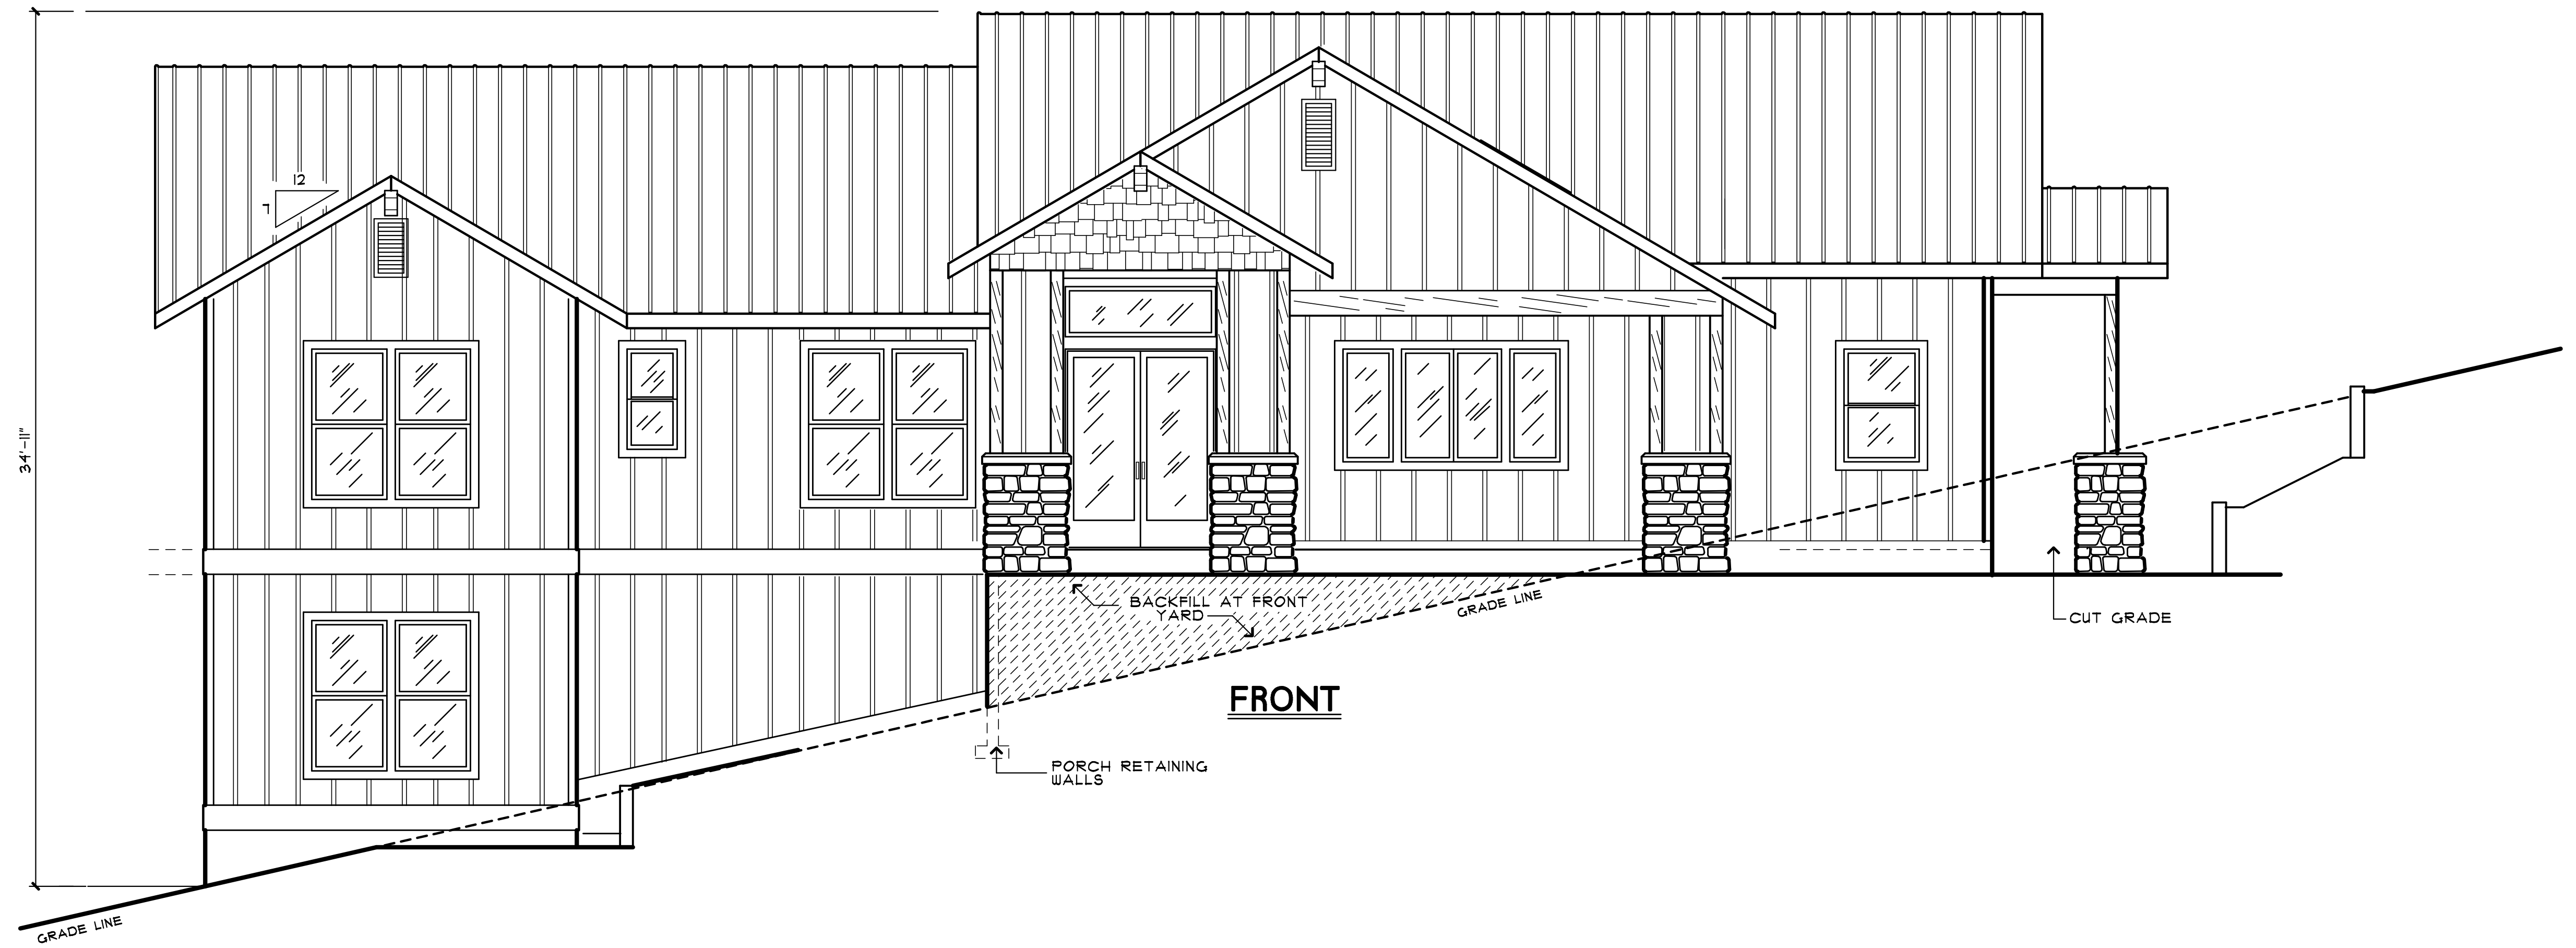 12
7
34'-11"
BACKFILL AT FRONT
YARD
GRADE LINE
CUT GRADE
FRONT
PORCH RETAINING
WALLS
GRADE LINE